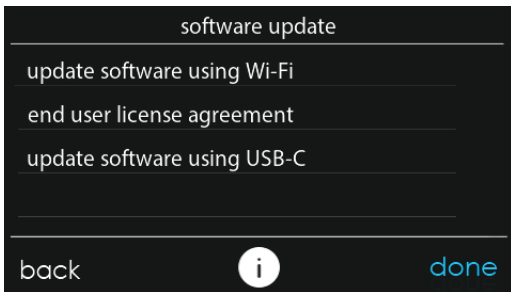 software update
update software using Wi-Fi
end user license agreement
update software using USB-C
back
i
done